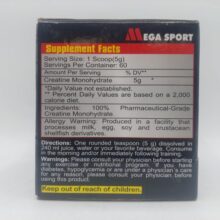 MEGA SPORT
Supplement Facts
Serving Size: 1 Scoop(5g)
Servings Per Container: 60
Amount Per Serving % DV**
Creatine Monohydrate 5g *
*Daily Value not established.
** Percent Daily Values are based on a 2,000
calorie diet.
Ingredients: 100% Pharmaceutical-Grade
Creatine Monohydrate
Allergy Warning: Produced in a facility that
processes milk, egg, soy and crustacean
shellfish derivatives.
Directions: One rounded teaspoon (5 g) dissolved in
240 ml of water, juice or your favorite beverage. Consume
in the morning and/or immediately following training.
Warnings: Please consult your physician before starting
any exercise or nutritional program. If you have
diabetes, hypoglycemia or are under a physician's care
for any reason, please consult your physician before
using this product.
Keep out of reach of children.